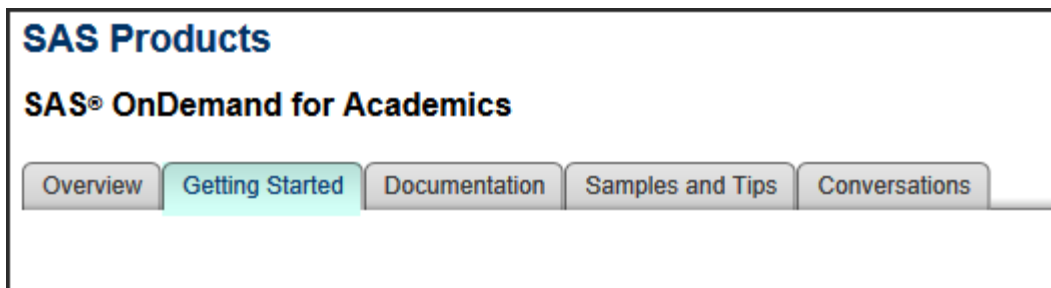 SAS Products
SAS® OnDemand for Academics
Overview Getting Started Documentation Samples and Tips Conversations